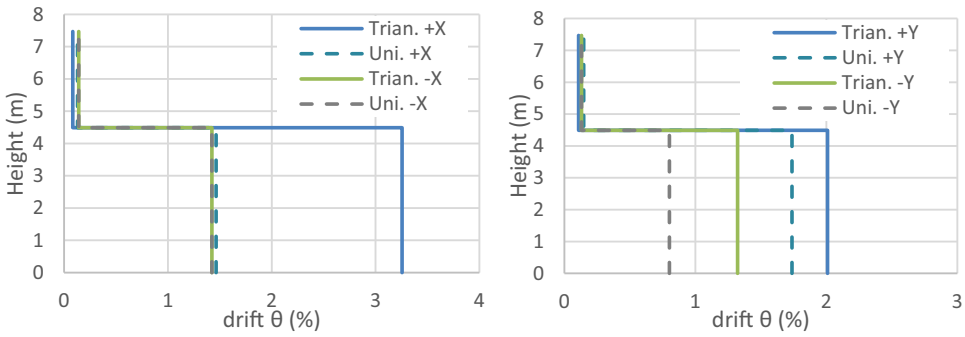 8
7
6
5
4
3
2
1
0
Height (m)
Trian. +X
Uni. +X
Trian. -X
Uni. -X
0 1 2 3 4
drift θ (%)
8
7
6
5
4
3
2
1
0
Height (m)
Trian. +Y
Uni. +Y
Trian. -Y
Uni. -Y
0 1 2 3
drift θ (%)